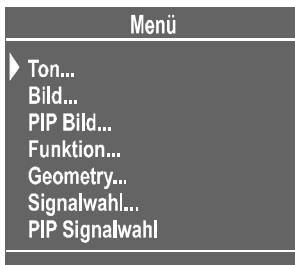 Menü
Ton...
Bild...
PIP Bild...
Funktion...
Geometry...
Signalwahl...
PIP Signalwahl